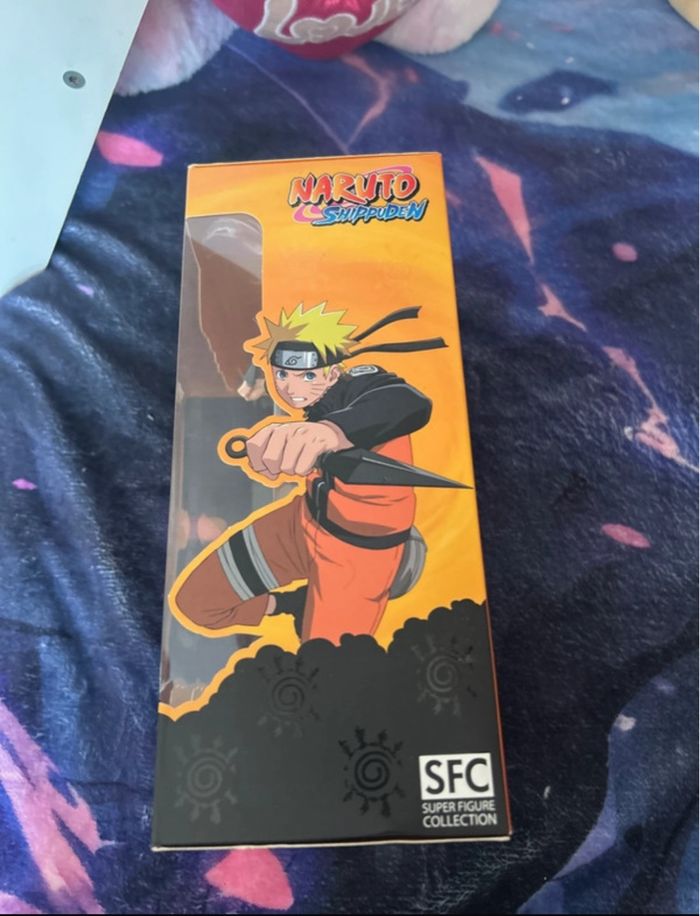 NARUTO
SHIPPUDEN
SFC
SUPER FIGURE
COLLECTION